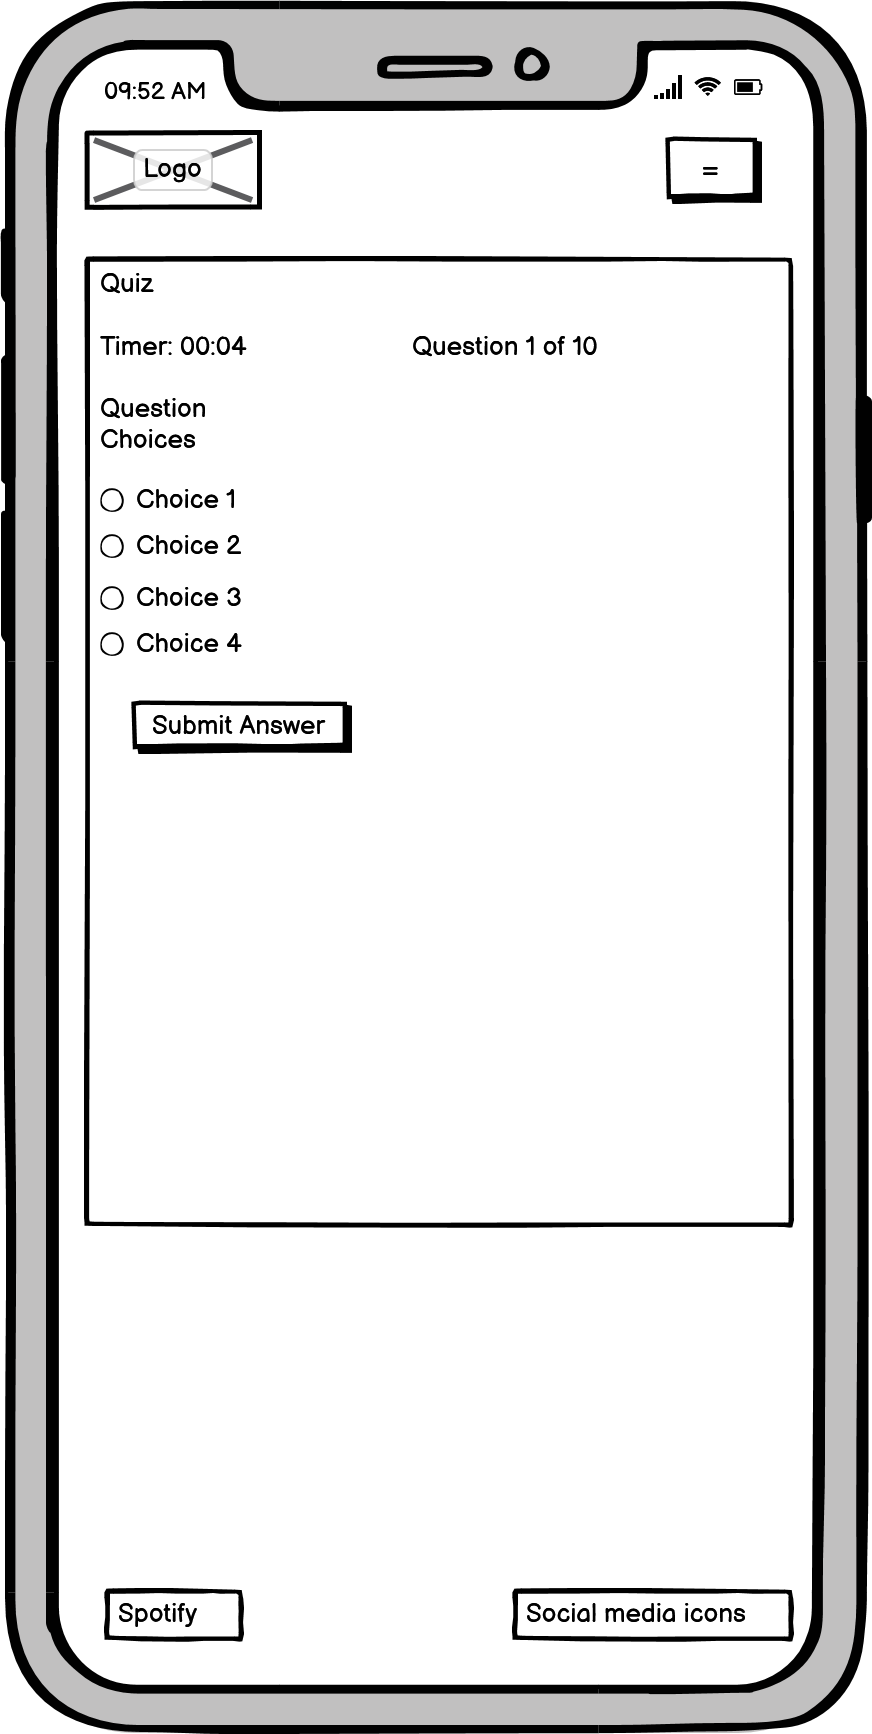 09:52 AM
Logo
=
Quiz
Timer: 00:04
Question 1 of 10
Question
Choices
Choice 1
Choice 2
Choice 3
Choice 4
Submit Answer
Spotify
Social media icons